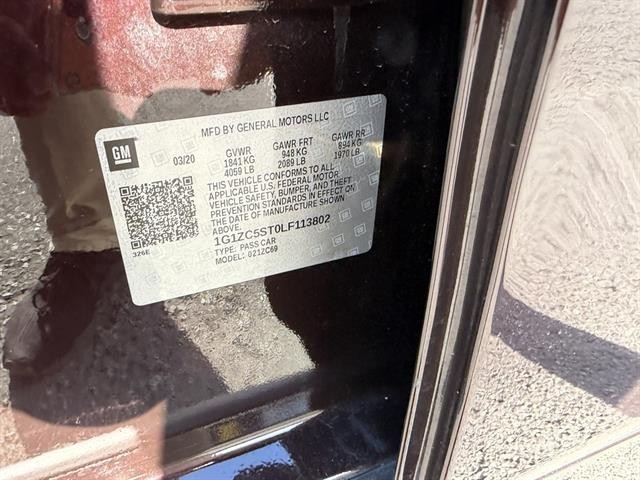 MFD BY GENERAL MOTORS LLC
GM
03/20
GVWR
1841 KG
4059 LB
GAWR FRT
948 KG
2089 LB
GAWR RR
894 KG
1970 LB
THIS VEHICLE CONFORMS TO ALL
APPLICABLE U.S. FEDERAL MOTOR
VEHICLE SAFETY, BUMPER, AND THEFT
PREVENTION STANDARDS IN EFFECT ON
THE DATE OF MANUFACTURE SHOWN
ABOVE.
1G1ZC5ST0LF113802
TYPE: PASS CAR
MODEL: 021ZC69
326E